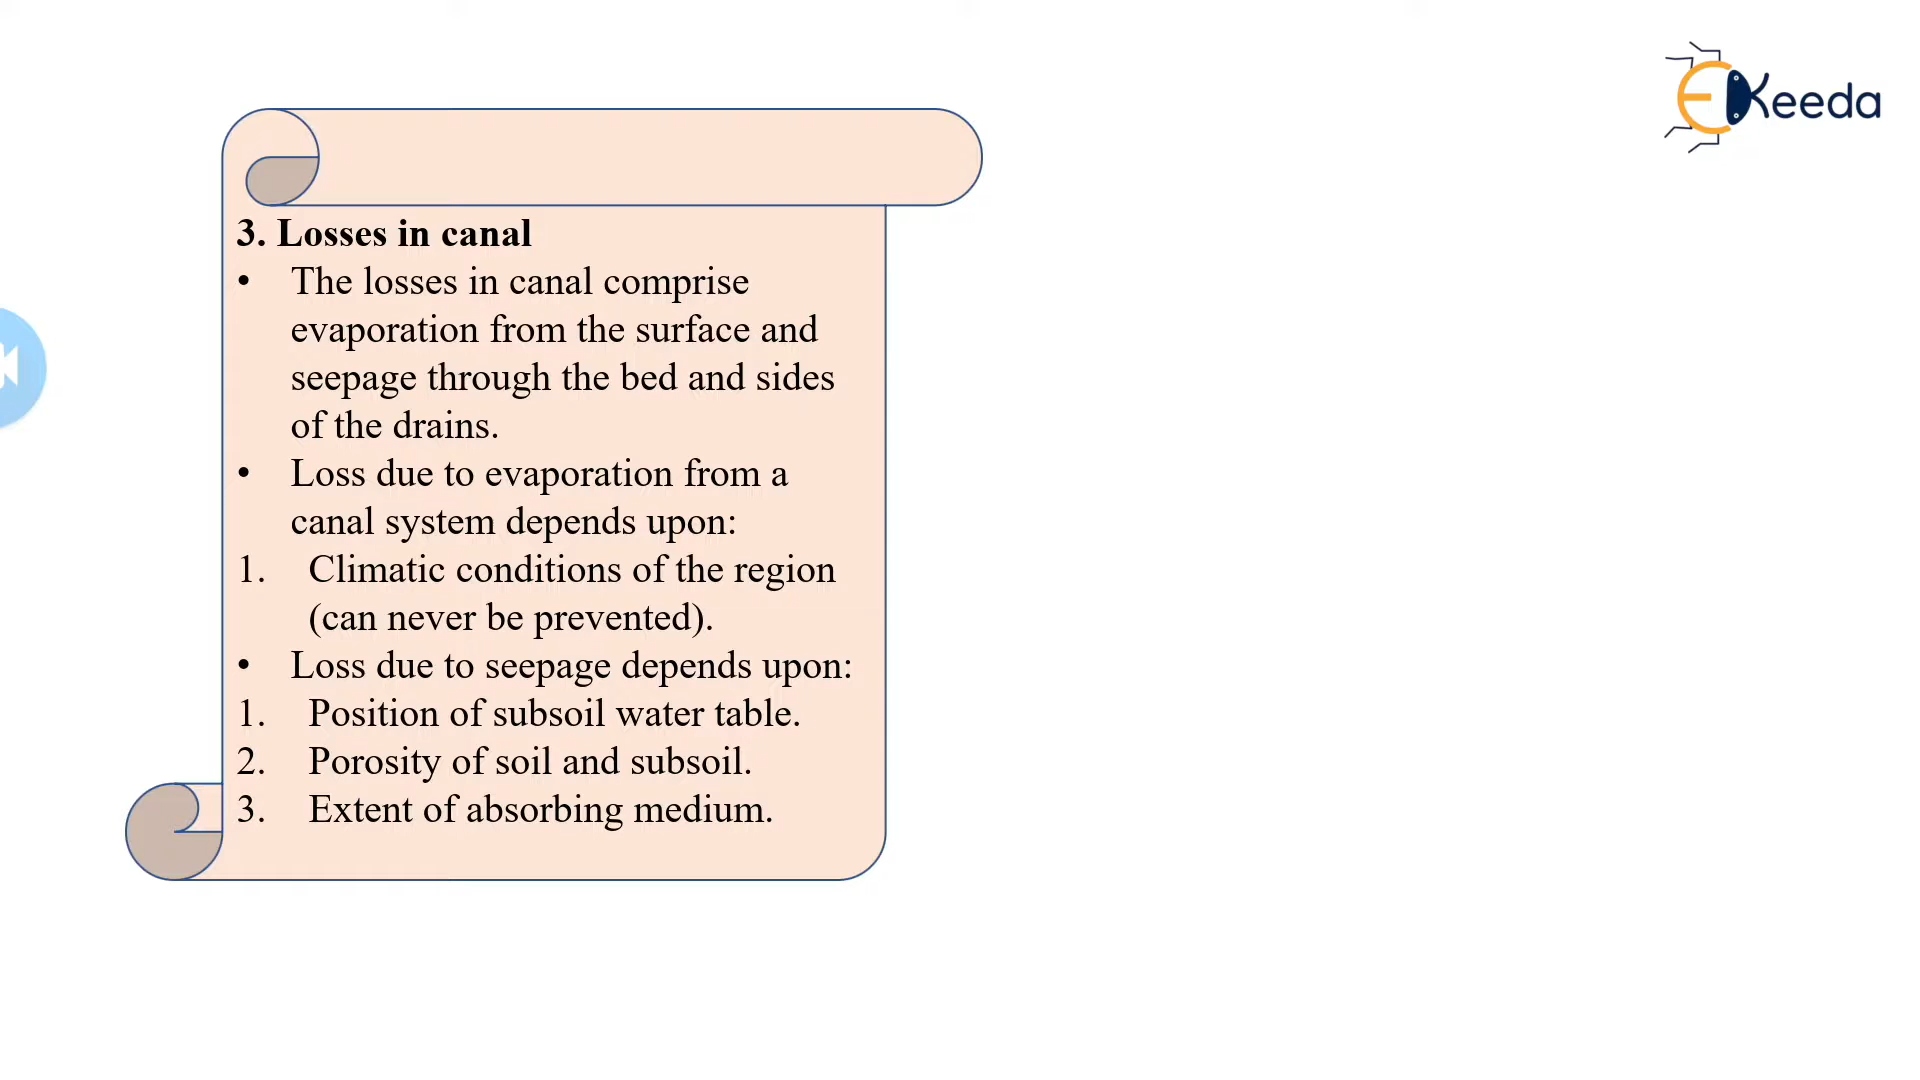 EKeeda
3. Losses in canal
• The losses in canal comprise
evaporation from the surface and
seepage through the bed and sides
of the drains.
• Loss due to evaporation from a
canal system depends upon:
1. Climatic conditions of the region
(can never be prevented).
• Loss due to seepage depends upon:
1. Position of subsoil water table.
2. Porosity of soil and subsoil.
3. Extent of absorbing medium.